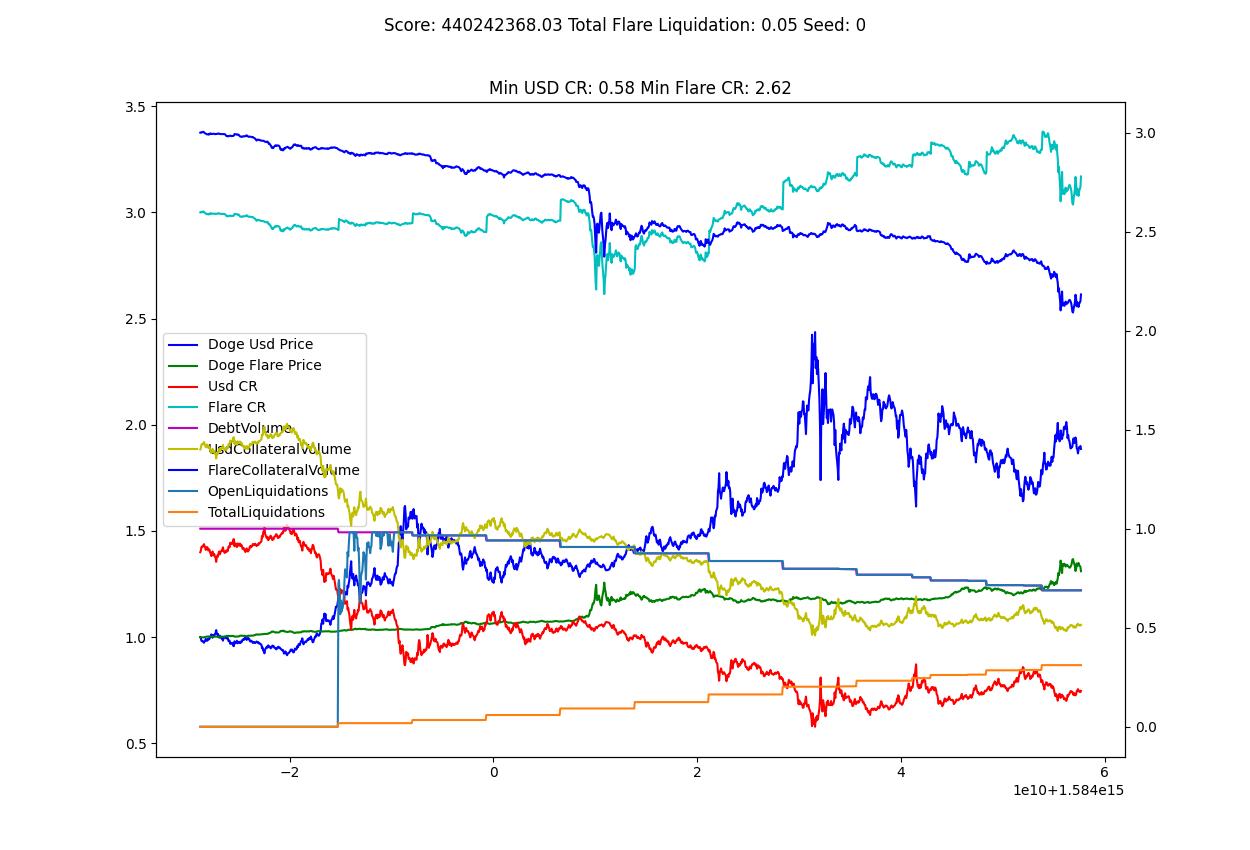 Score: 440242368.03 Total Flare Liquidation: 0.05 Seed: 0
Min USD CR: 0.58 Min Flare CR: 2.62
3.5
3.0
2.5
2.0
1.5
1.0
0.5
3.0
2.5
2.0
1.5
1.0
0.5
0.0
Doge Usd Price
Doge Flare Price
Usd CR
Flare CR
DebtVolume
UsdCollateralVolume
FlareCollateralVolume
OpenLiquidations
TotalLiquidations
−2 0 2 4 6
1e10+1.584e15